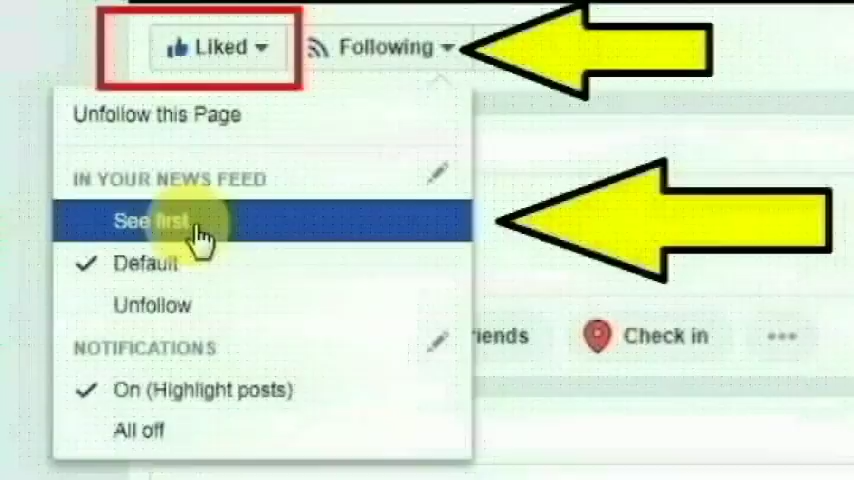 Liked Following
Unfollow this Page
IN YOUR NEWS FEED
See first
Default
Unfollow
NOTIFICATIONS
On (Highlight posts)
All off
riends Check in